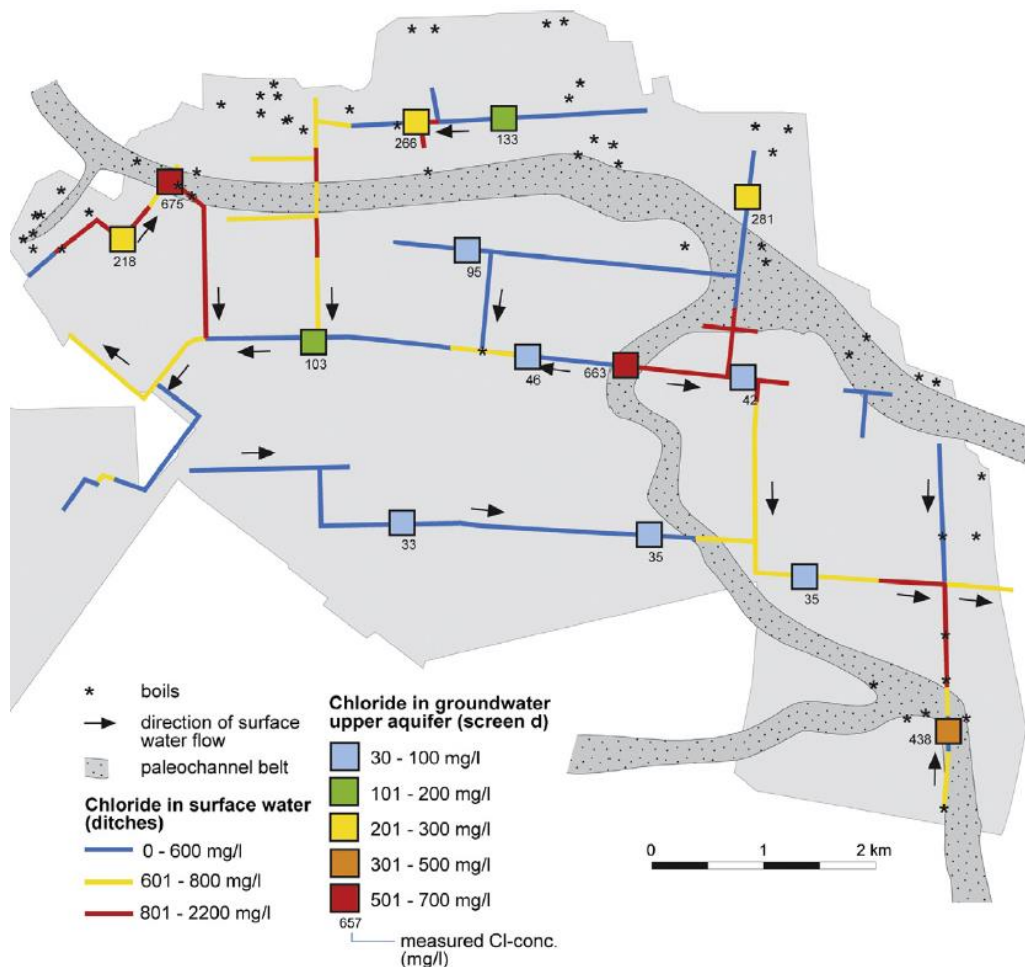 266
133
675
281
218
95
103
46
663
42
33
35
35
438
* boils
direction of surface
water flow
paleochannel belt
Chloride in surface water
(ditches)
0 - 600 mg/l
601 - 800 mg/l
801 - 2200 mg/l
Chloride in groundwater
upper aquifer (screen d)
30 - 100 mg/l
101 - 200 mg/l
201 - 300 mg/l
301 - 500 mg/l
501 - 700 mg/l
657
measured Cl-conc.
(mg/l)
0 1 2 km